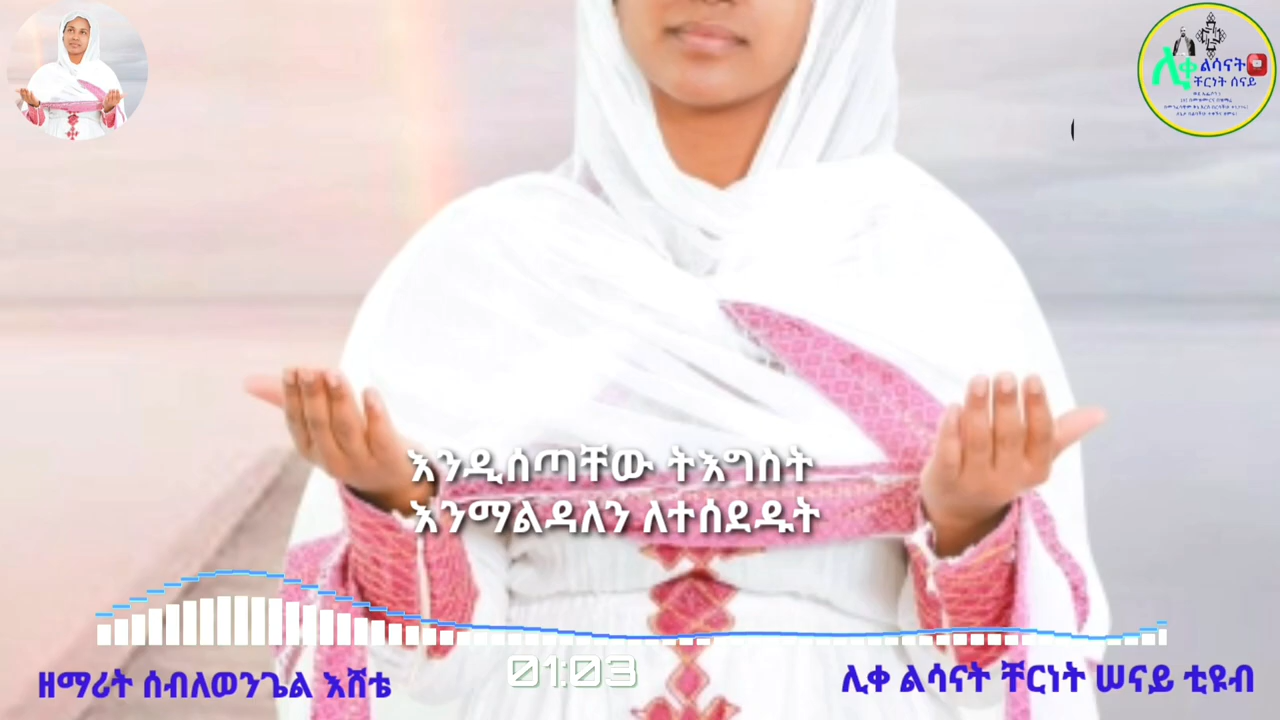 ሊቀ ልሳናት
ቸርነት ሰናይ
እንዲሰጣቸው ትእግስት
እንማልዳለን ለተሰደዱት
01:03
ዘማሪት ሰብለወንጌል እሸቴ
ሊቀ ልሳናት ቸርነት ሠናይ ቲዩብ